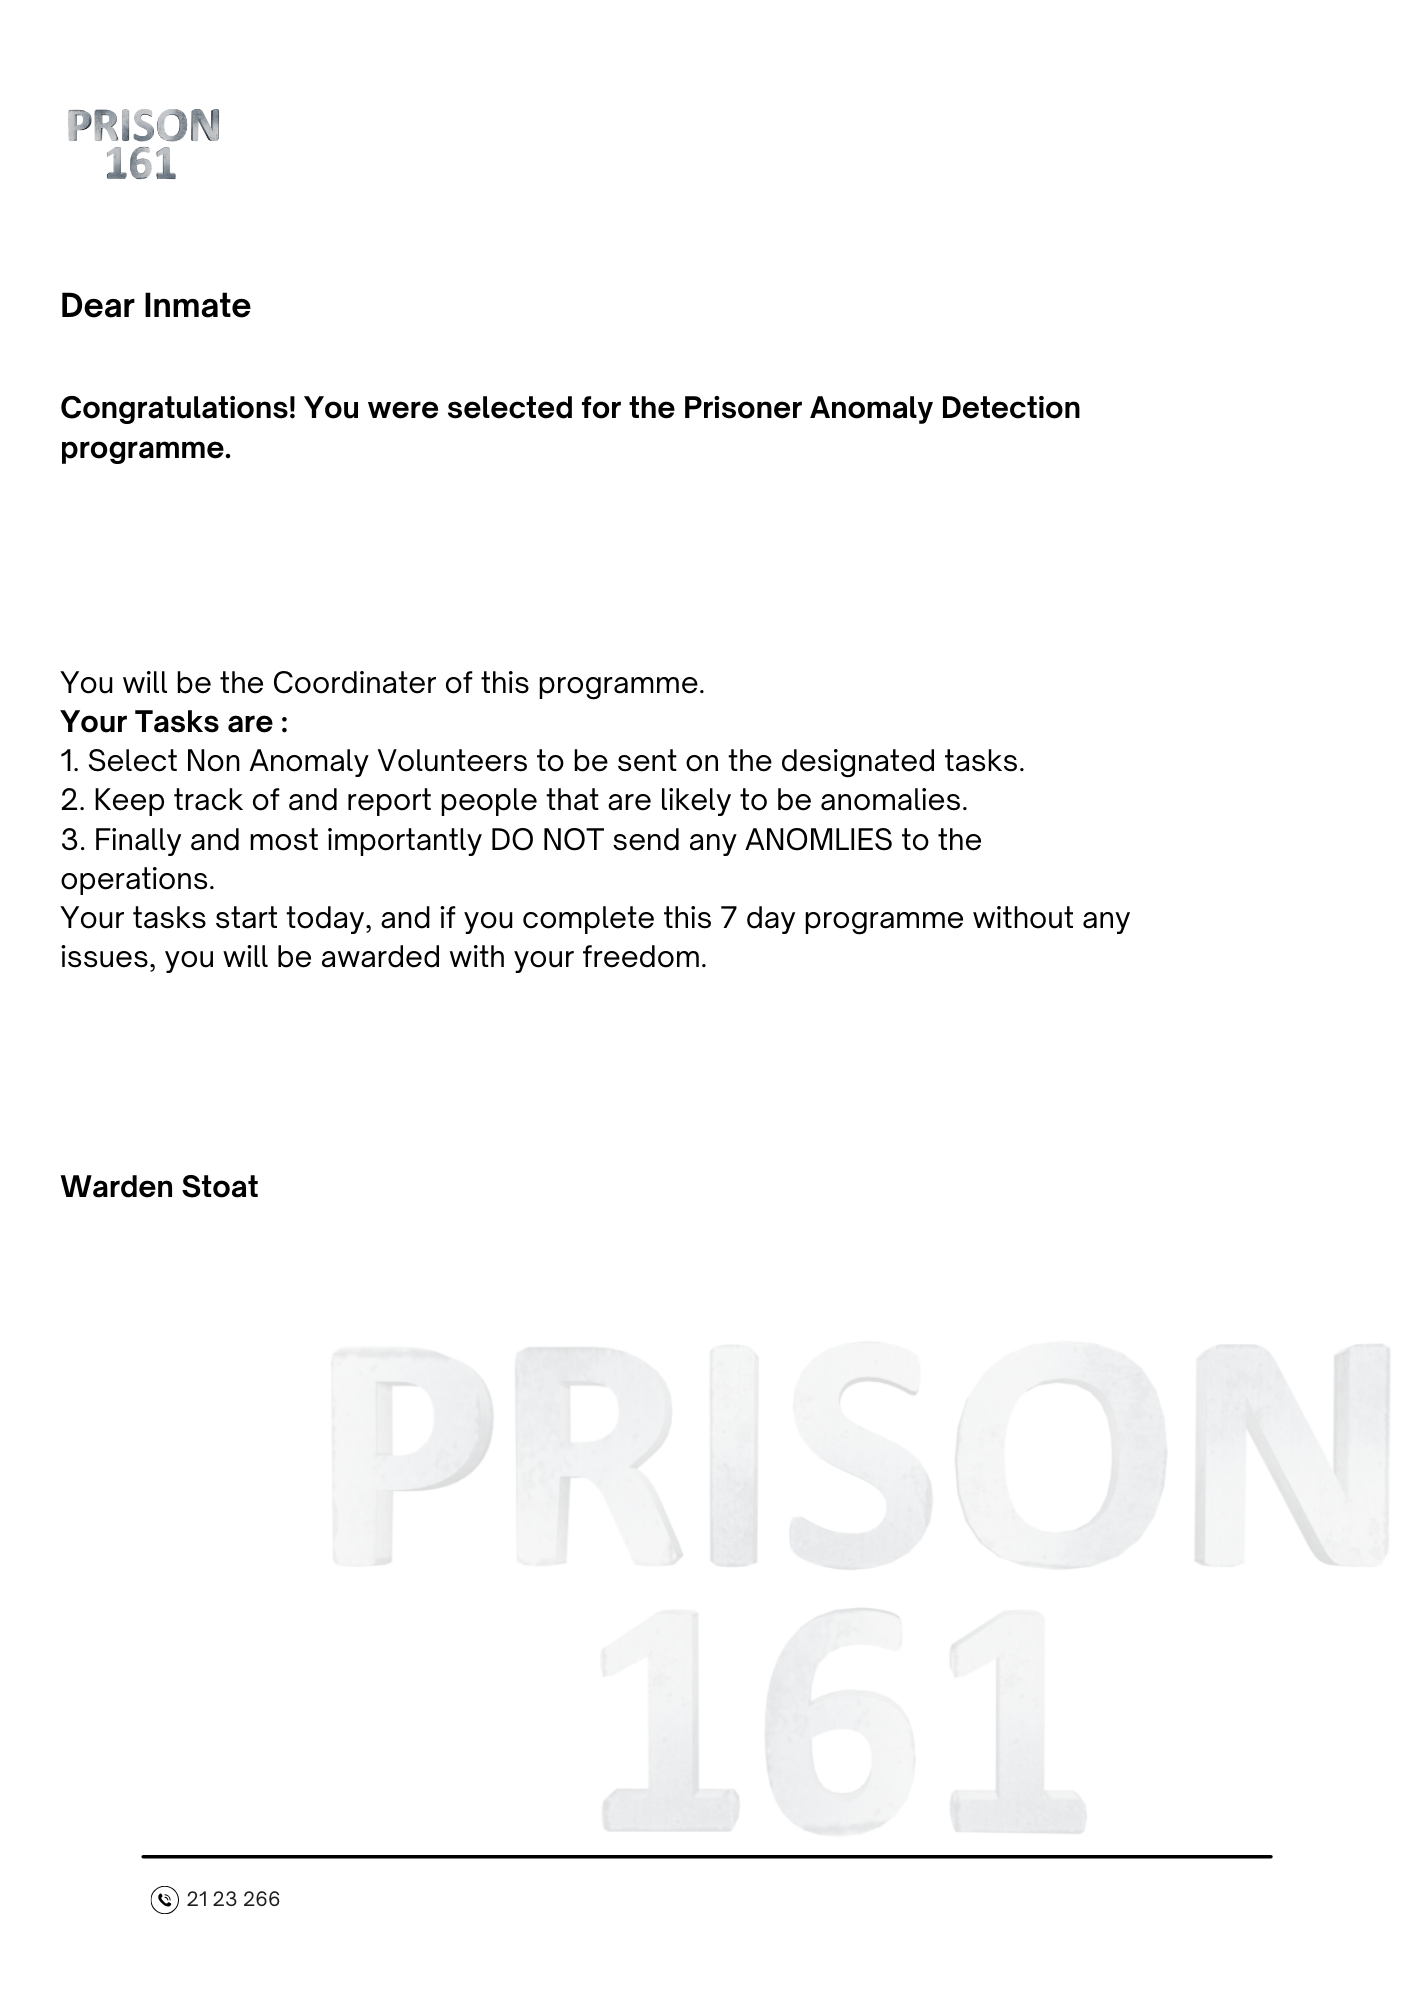 PRISON
161
Dear Inmate
Congratulations! You were selected for the Prisoner Anomaly Detection
programme.
You will be the Coordinater of this programme.
Your Tasks are :
1. Select Non Anomaly Volunteers to be sent on the designated tasks.
2. Keep track of and report people that are likely to be anomalies.
3. Finally and most importantly DO NOT send any ANOMLIES to the
operations.
Your tasks start today, and if you complete this 7 day programme without any
issues, you will be awarded with your freedom.
Warden Stoat
PRISON
161
21 23 266